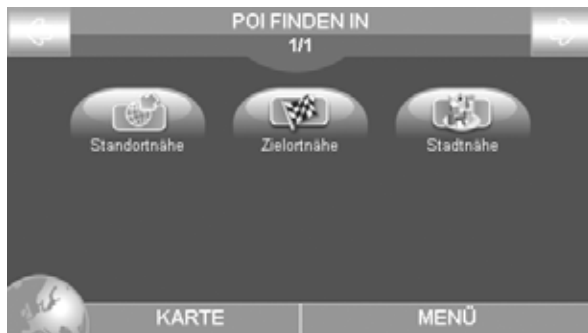 POI FINDEN IN
1/1
Standortnähe
Zielortnähe
Stadtnähe
KARTE
MENÜ